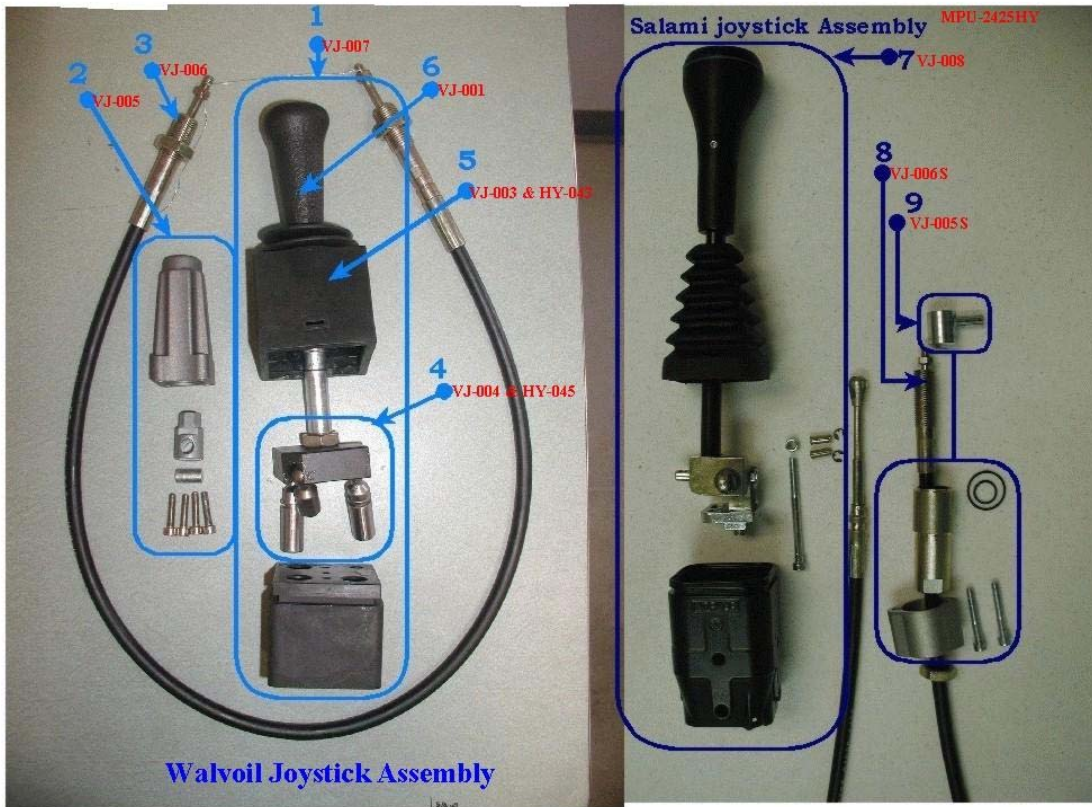 1
VJ-007
3
VJ-006
2
VJ-005
6
VJ-001
5
VJ-003 & HY-043
4
VJ-004 & HY-045
Walvoil Joystick Assembly
Salami joystick Assembly
MPU-2425HY
7
VJ-008
8
VJ-006S
9
VJ-005S